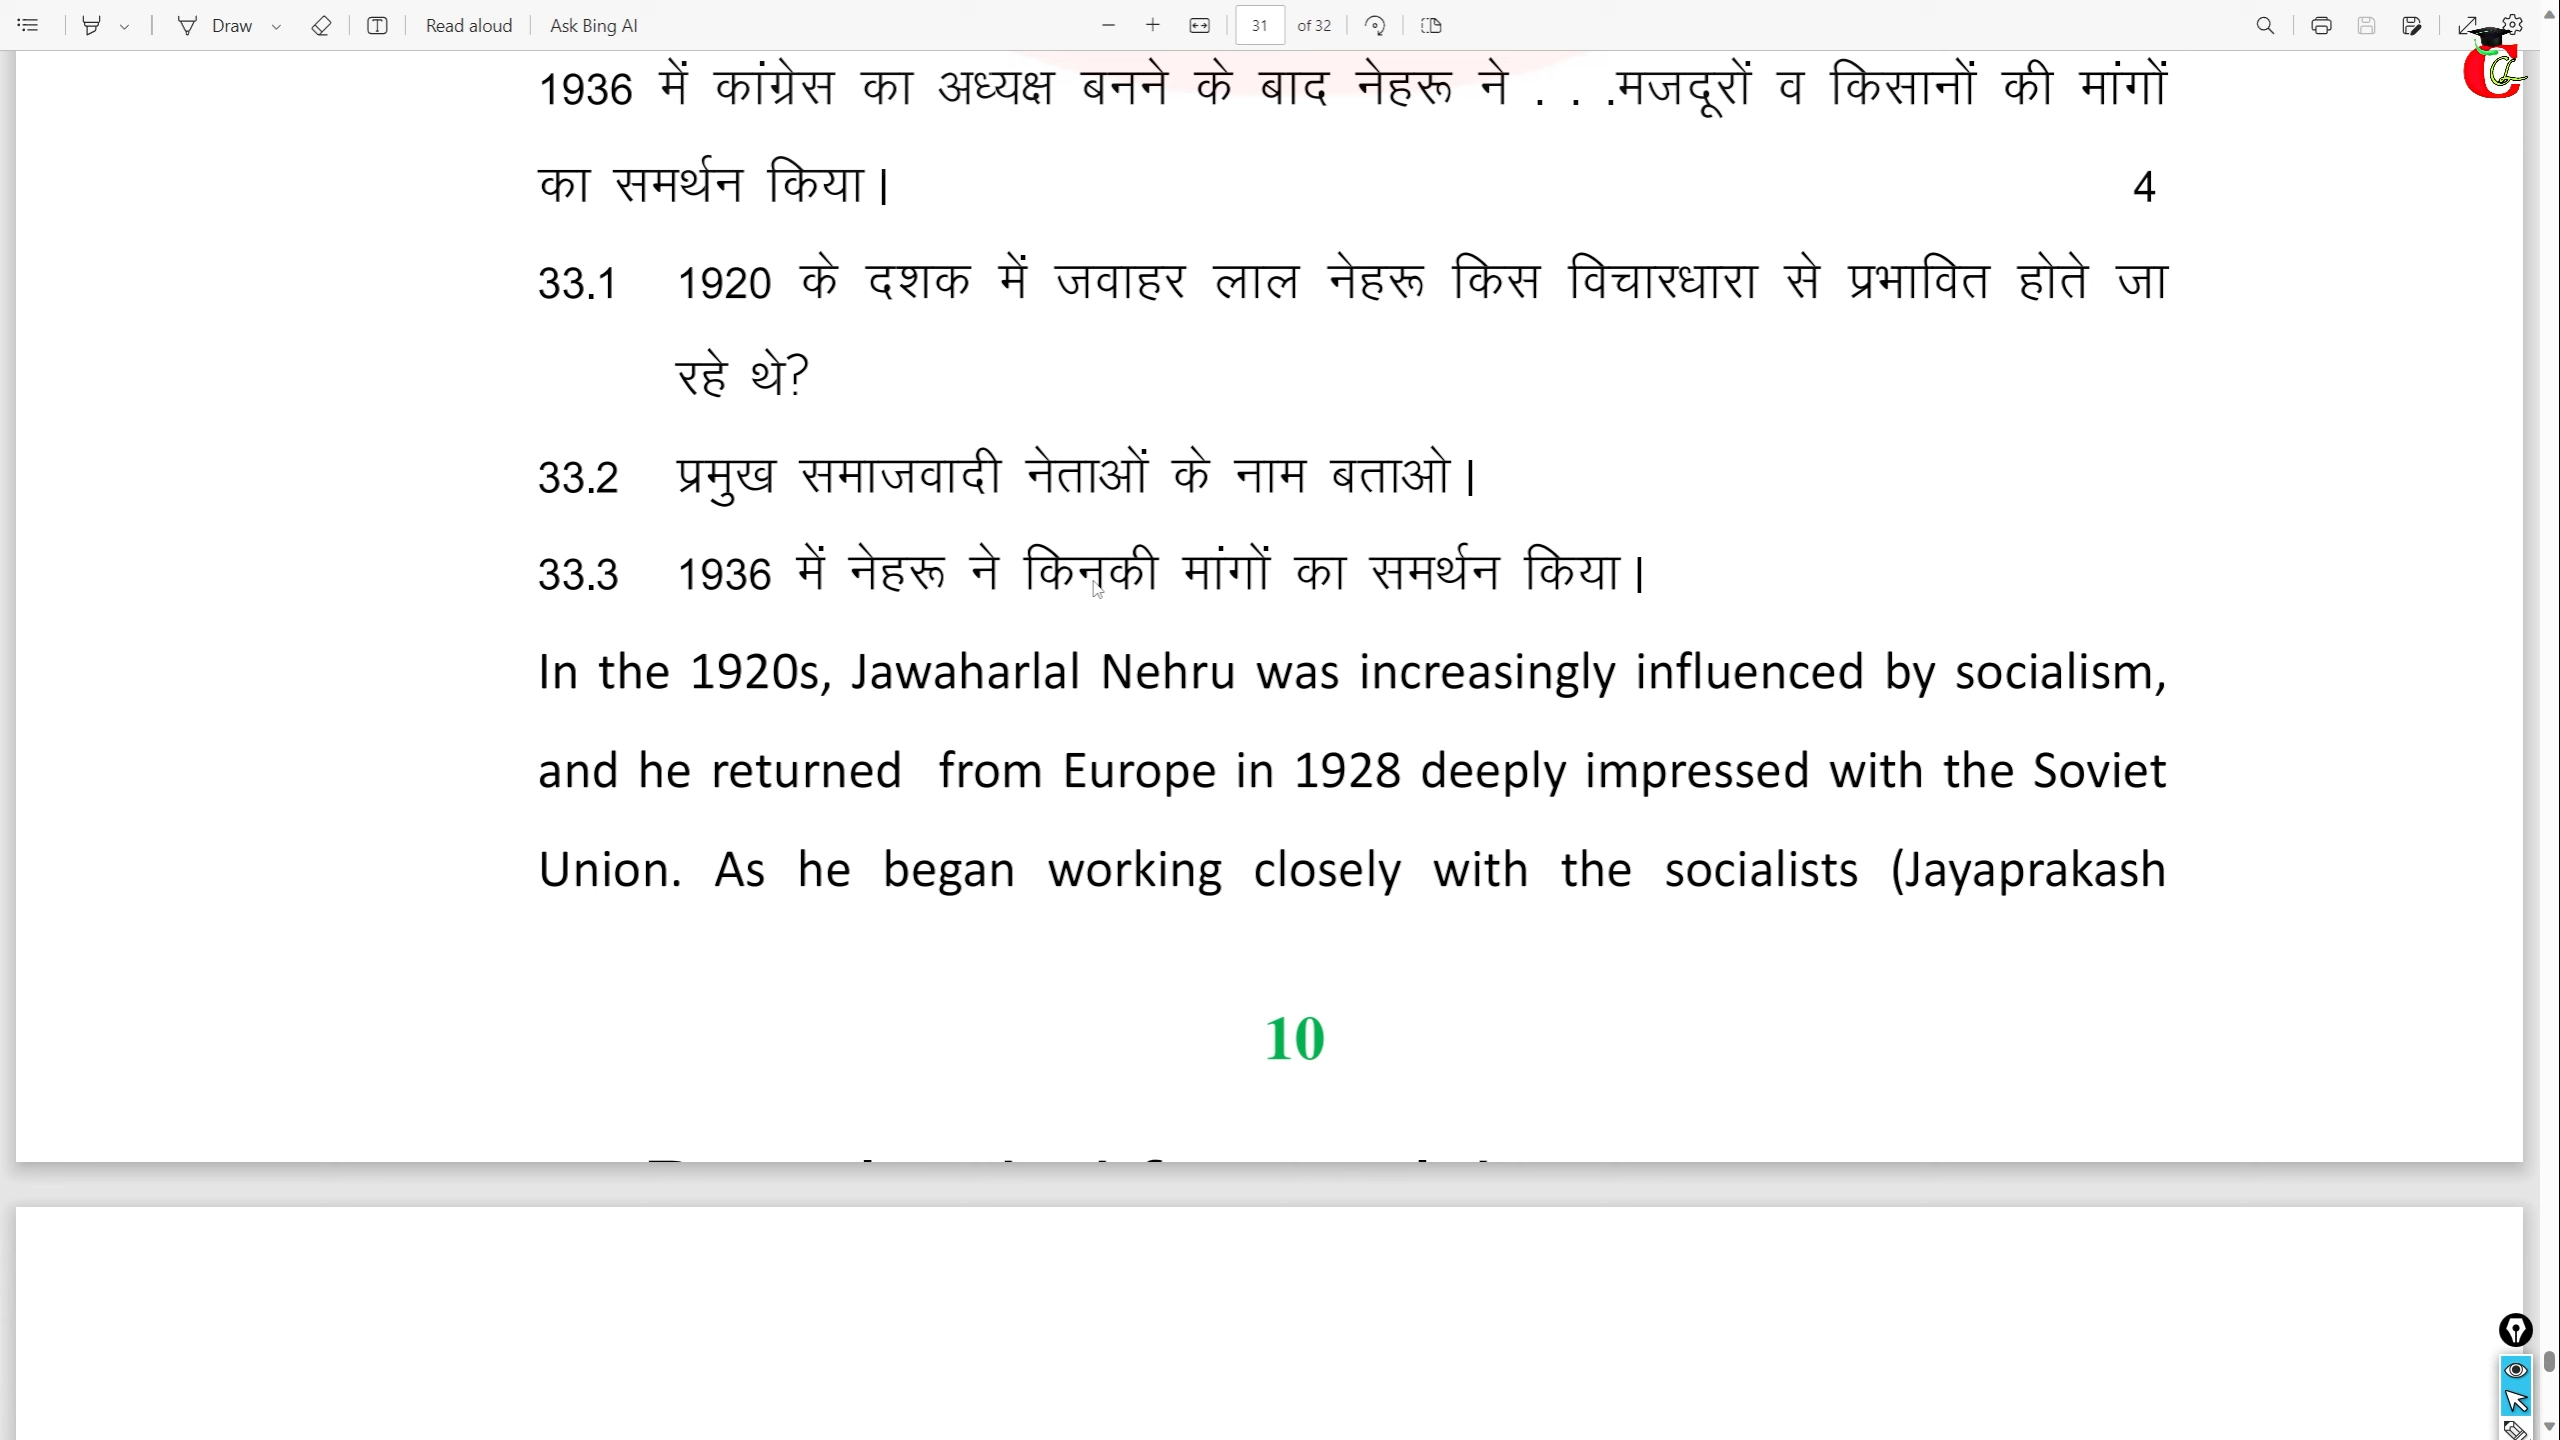 Draw Read aloud Ask Bing AI 31 of 32
1936 में कांग्रेस का अध्यक्ष बनने के बाद नेहरू ने . . .मजदूरों व किसानों की मांगों
का समर्थन किया। 4
33.1 1920 के दशक में जवाहर लाल नेहरू किस विचारधारा से प्रभावित होते जा
रहे थे?
33.2 प्रमुख समाजवादी नेताओं के नाम बताओ।
33.3 1936 में नेहरू ने किनकी मांगों का समर्थन किया।
In the 1920s, Jawaharlal Nehru was increasingly influenced by socialism,
and he returned from Europe in 1928 deeply impressed with the Soviet
Union. As he began working closely with the socialists (Jayaprakash
10